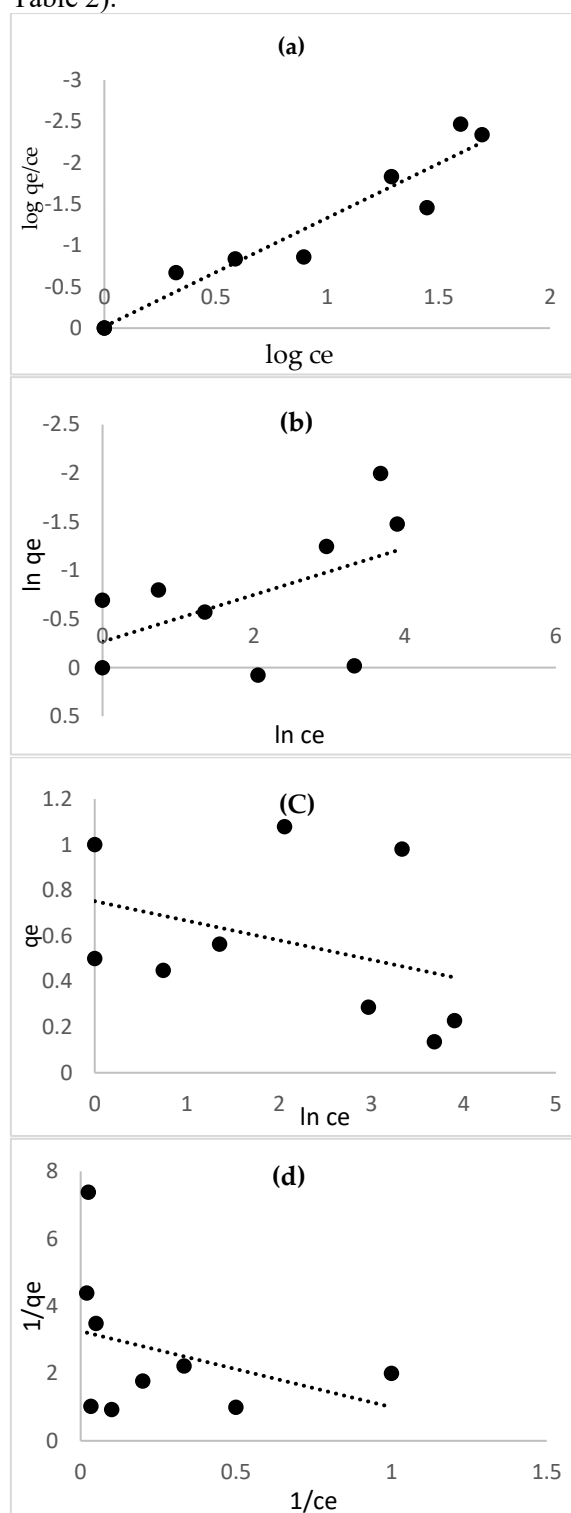 Table 2).
(a)
-3
-2.5
-2
-1.5
-1
-0.5
0
log qe/ce
0 0.5 1 1.5 2
log ce
(b)
-2.5
-2
-1.5
-1
-0.5
0
0.5
ln qe
0 2 4 6
ln ce
(C)
1.2
1
0.8
0.6
0.4
0.2
0
qe
0 1 2 3 4 5
ln ce
(d)
8
6
4
2
0
1/qe
0 0.5 1 1.5
1/ce